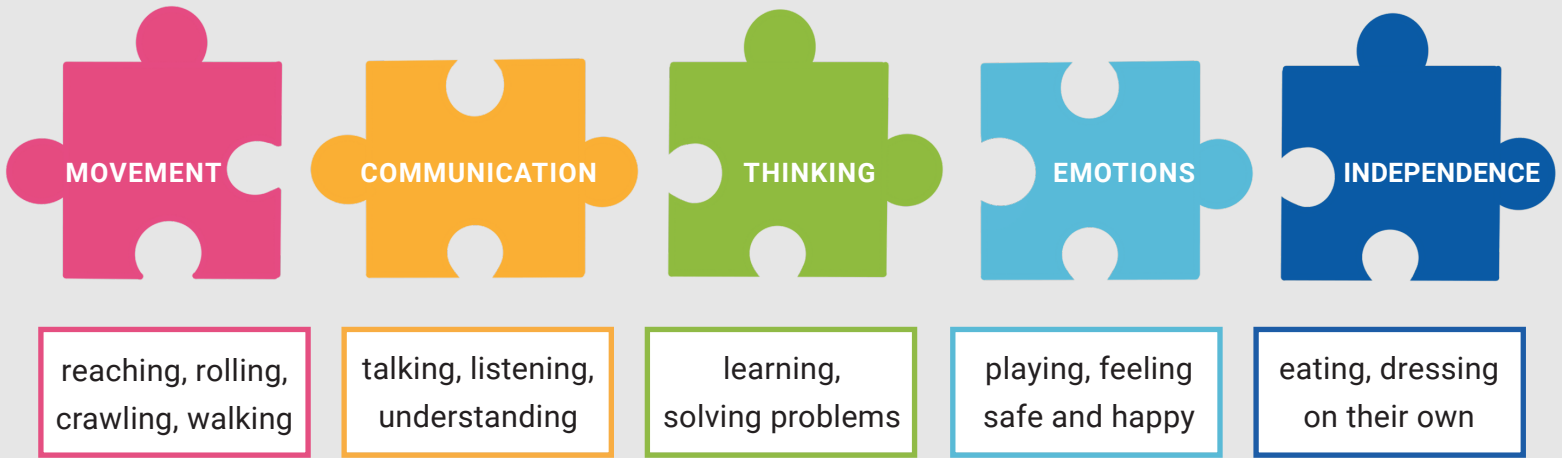 MOVEMENT
COMMUNICATION
THINKING
EMOTIONS
INDEPENDENCE
reaching, rolling,
crawling, walking
talking, listening,
understanding
learning,
solving problems
playing, feeling
safe and happy
eating, dressing
on their own